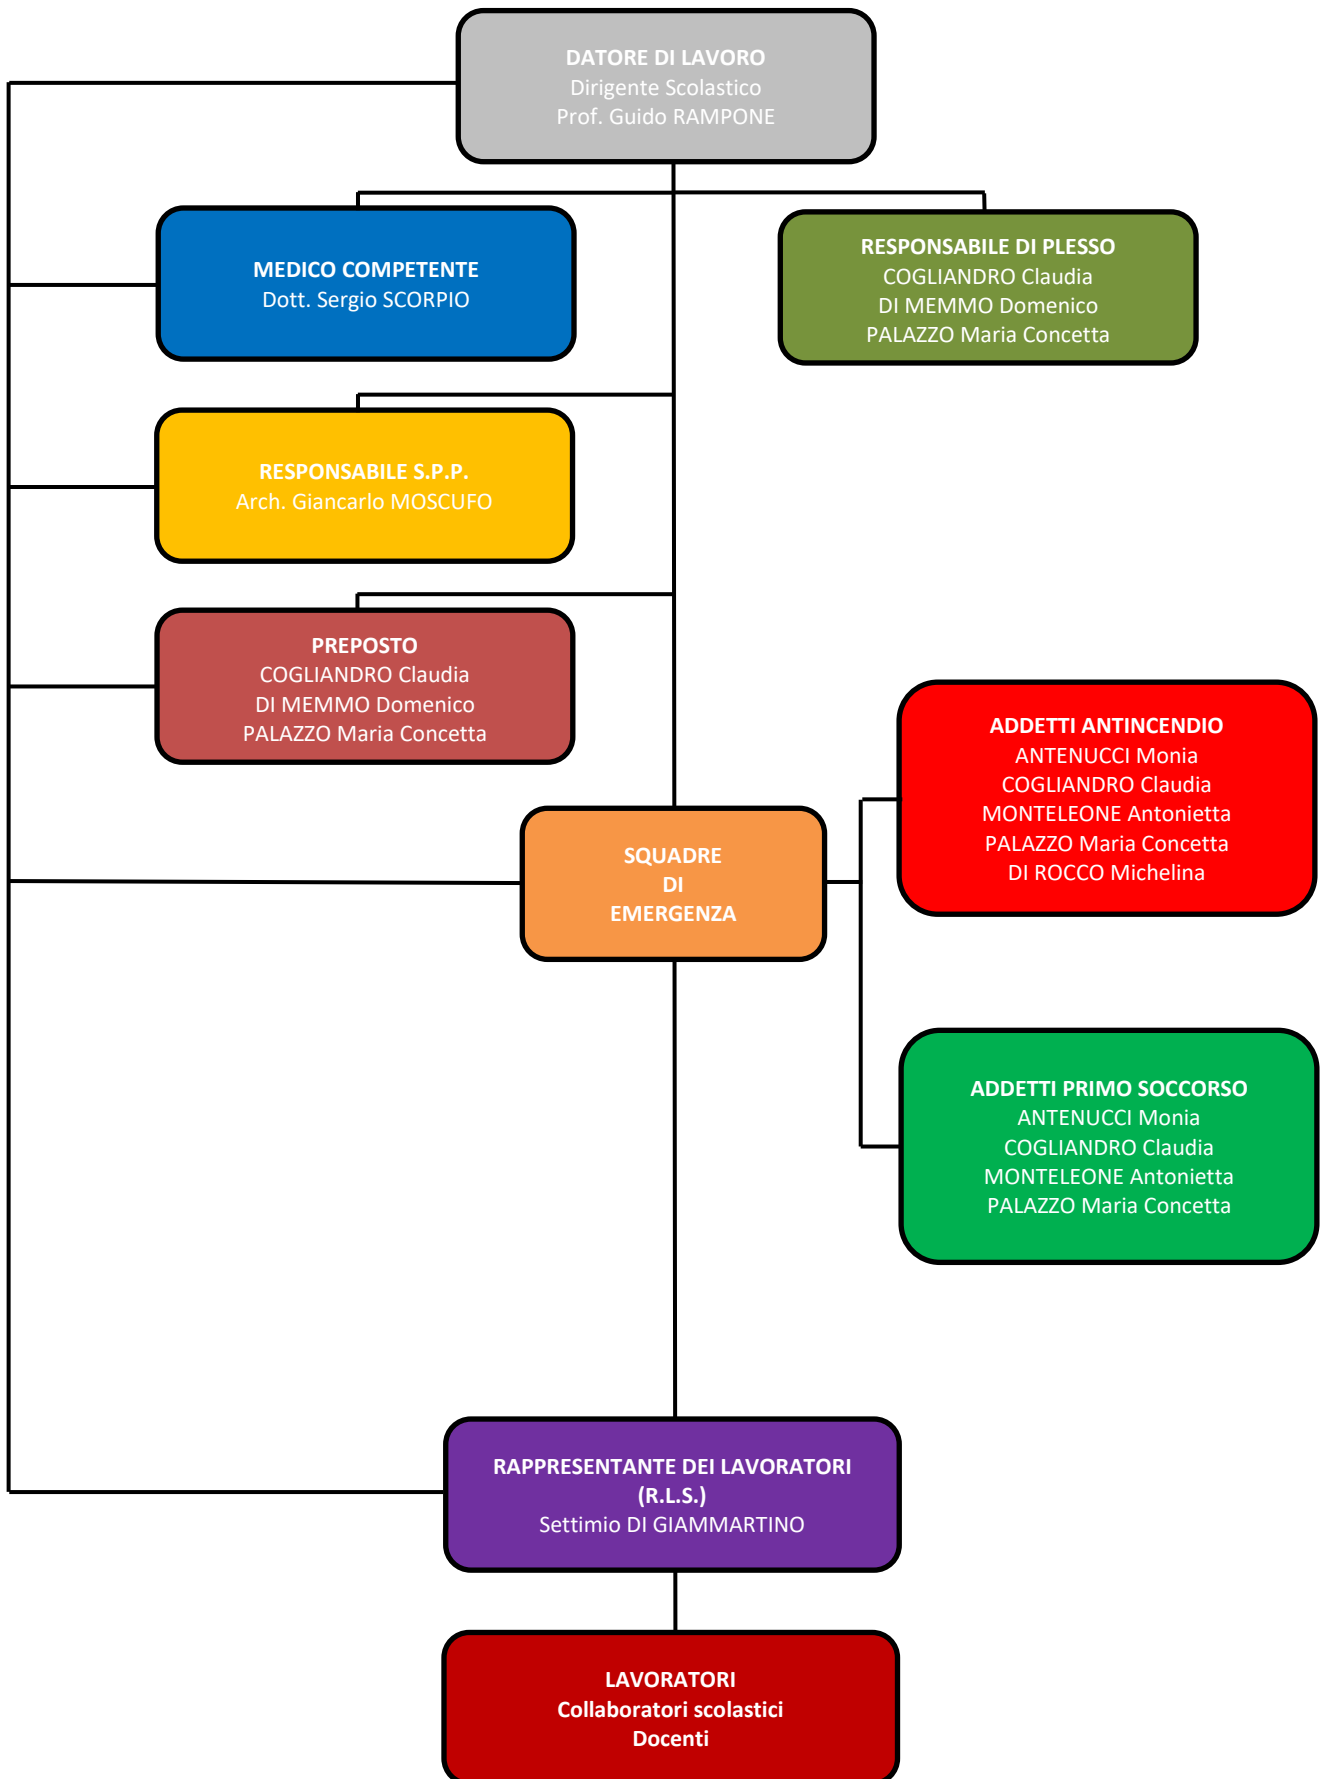 DATORE DI LAVORO
Dirigente Scolastico
Prof. Guido RAMPONE
MEDICO COMPETENTE
Dott. Sergio SCORPIO
RESPONSABILE DI PLESSO
COGLIANDRO Claudia
DI MEMMO Domenico
PALAZZO Maria Concetta
RESPONSABILE S.P.P.
Arch. Giancarlo MOSCUFO
PREPOSTO
COGLIANDRO Claudia
DI MEMMO Domenico
PALAZZO Maria Concetta
ADDETTI ANTINCENDIO
ANTENUCCI Monia
COGLIANDRO Claudia
MONTELEONE Antonietta
PALAZZO Maria Concetta
DI ROCCO Michelina
SQUADRE
DI
EMERGENZA
ADDETTI PRIMO SOCCORSO
ANTENUCCI Monia
COGLIANDRO Claudia
MONTELEONE Antonietta
PALAZZO Maria Concetta
RAPPRESENTANTE DEI LAVORATORI
(R.L.S.)
Settimio DI GIAMMARTINO
LAVORATORI
Collaboratori scolastici
Docenti